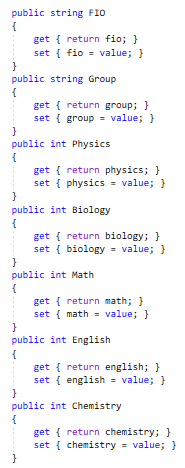 public string FIO
{
get { return fio; }
set { fio = value; }
}
public string Group
{
get { return group; }
set { group = value; }
}
public int Physics
{
get { return physics; }
set { physics = value; }
}
public int Biology
{
get { return biology; }
set { biology = value; }
}
public int Math
{
get { return math; }
set { math = value; }
}
public int English
{
get { return english; }
set { english = value; }
}
public int Chemistry
{
get { return chemistry; }
set { chemistry = value; }
}